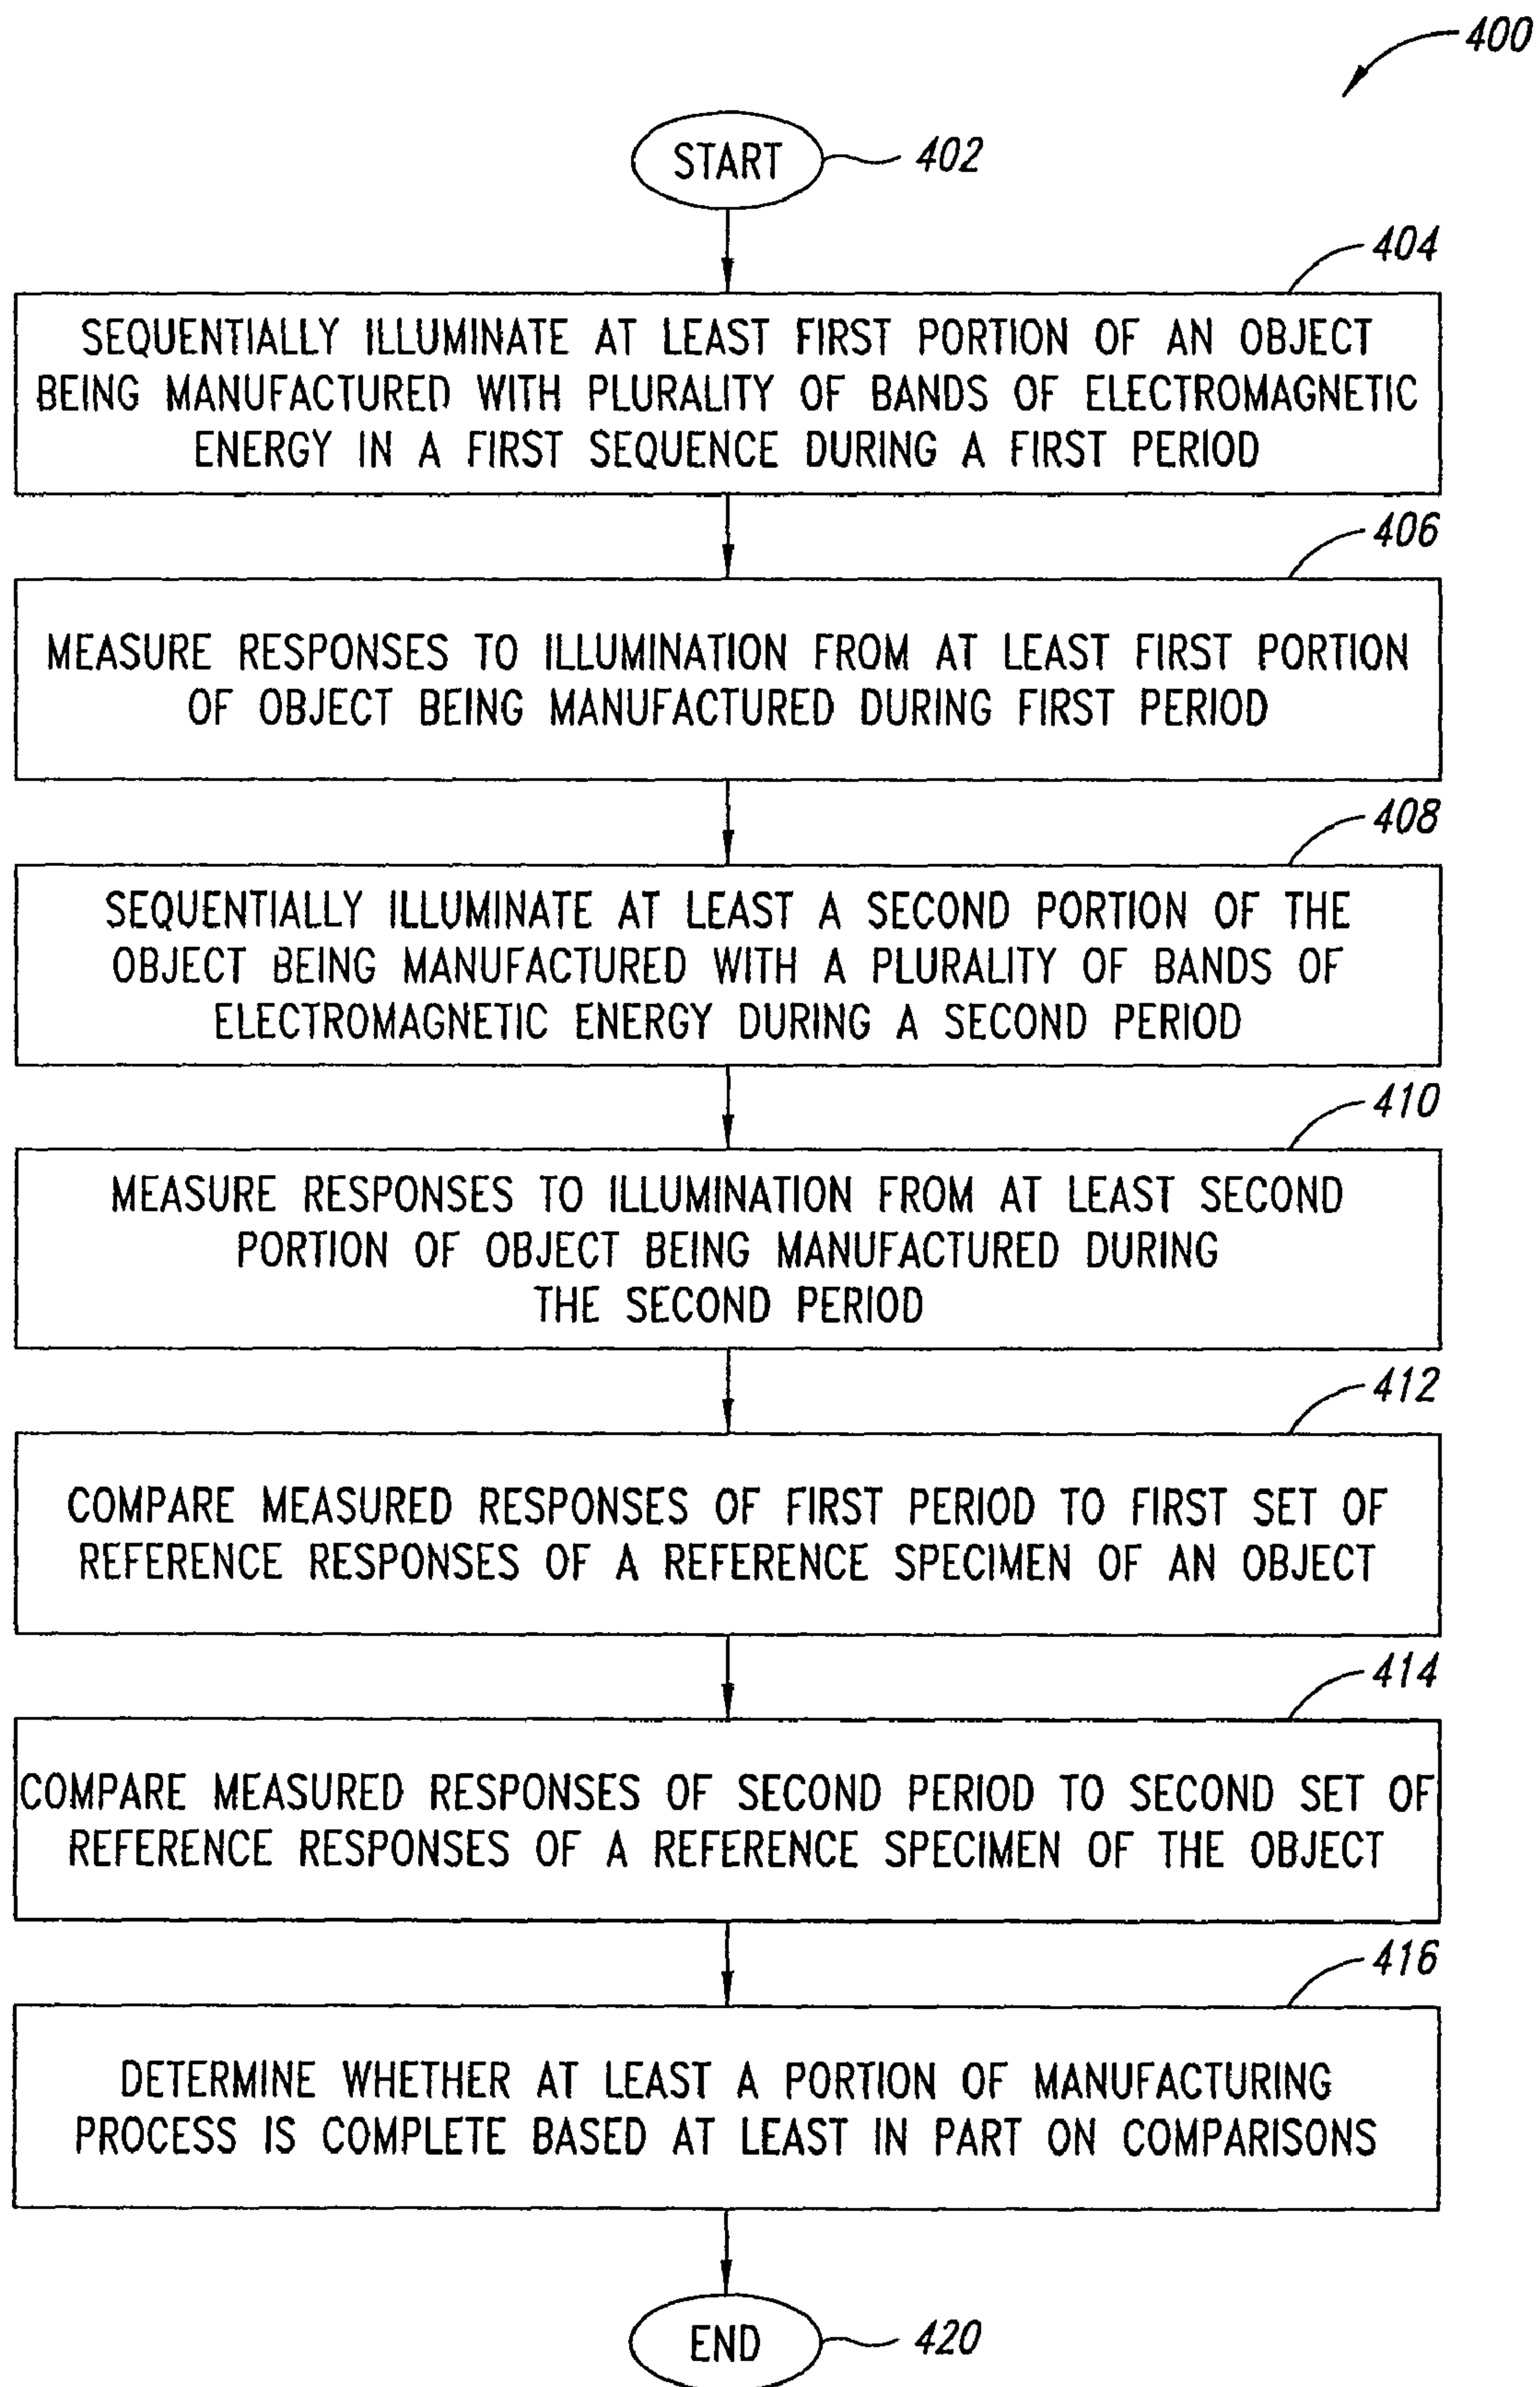 400
START
402
404
SEQUENTIALLY ILLUMINATE AT LEAST FIRST PORTION OF AN OBJECT
BEING MANUFACTURED WITH PLURALITY OF BANDS OF ELECTROMAGNETIC
ENERGY IN A FIRST SEQUENCE DURING A FIRST PERIOD
406
MEASURE RESPONSES TO ILLUMINATION FROM AT LEAST FIRST PORTION
OF OBJECT BEING MANUFACTURED DURING FIRST PERIOD
408
SEQUENTIALLY ILLUMINATE AT LEAST A SECOND PORTION OF THE
OBJECT BEING MANUFACTURED WITH A PLURALITY OF BANDS OF
ELECTROMAGNETIC ENERGY DURING A SECOND PERIOD
410
MEASURE RESPONSES TO ILLUMINATION FROM AT LEAST SECOND
PORTION OF OBJECT BEING MANUFACTURED DURING
THE SECOND PERIOD
412
COMPARE MEASURED RESPONSES OF FIRST PERIOD TO FIRST SET OF
REFERENCE RESPONSES OF A REFERENCE SPECIMEN OF AN OBJECT
414
COMPARE MEASURED RESPONSES OF SECOND PERIOD TO SECOND SET OF
REFERENCE RESPONSES OF A REFERENCE SPECIMEN OF THE OBJECT
416
DETERMINE WHETHER AT LEAST A PORTION OF MANUFACTURING
PROCESS IS COMPLETE BASED AT LEAST IN PART ON COMPARISONS
END
420